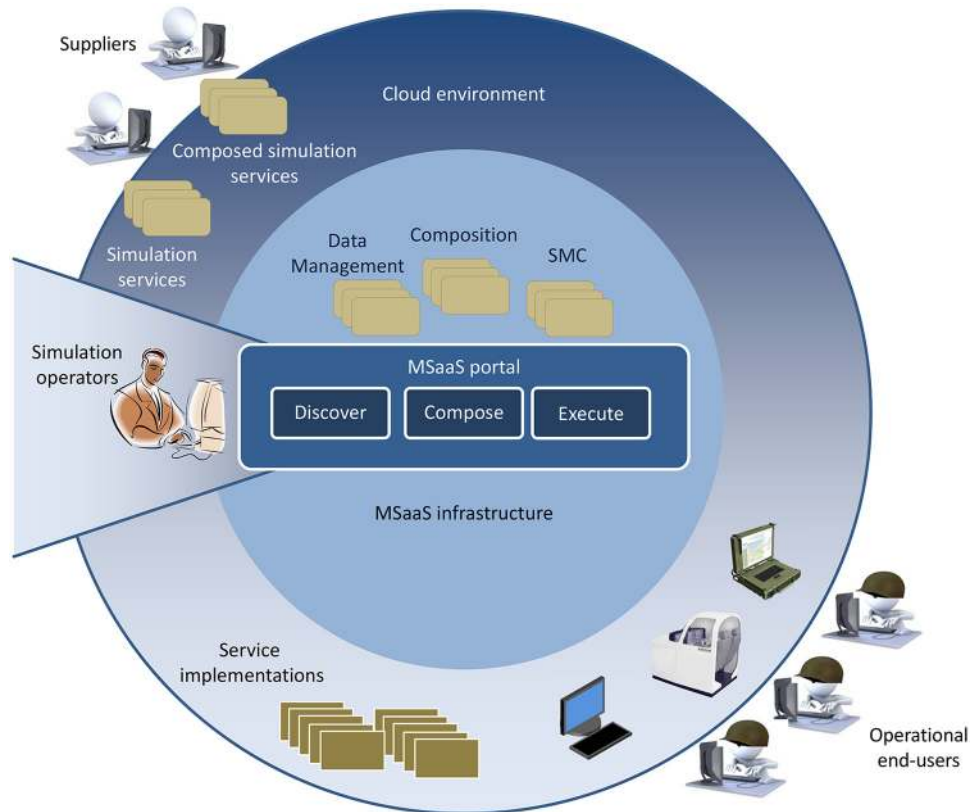 Suppliers
Cloud environment
Composed simulation
services
Simulation
services
Data
Management
Composition
SMC
Simulation
operators
MSaaS portal
Discover
Compose
Execute
MSaaS infrastructure
Service
implementations
Operational
end-users